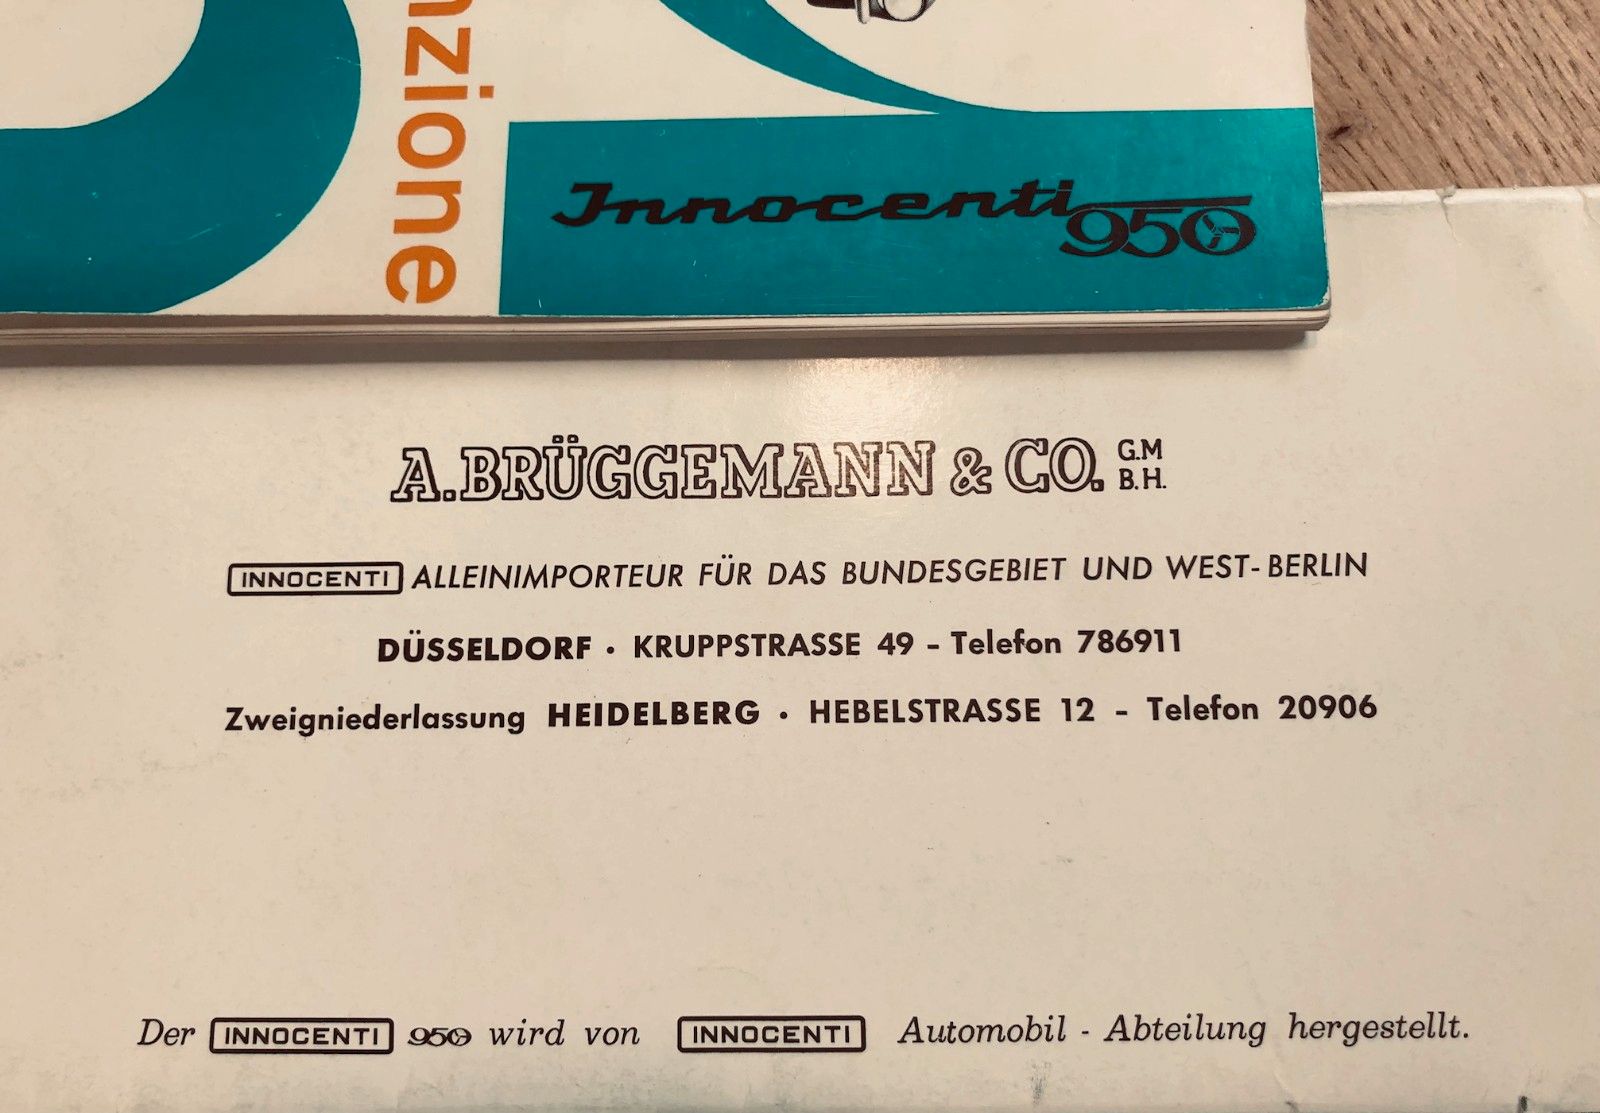 nzione
Innocenti 950
A. BRÜGGEMANN & CO. G.M
B.H.
INNOCENTI ALLEINIMPORTEUR FÜR DAS BUNDESGEBIET UND WEST-BERLIN
DÜSSELDORF · KRUPPSTRASSE 49 - Telefon 786911
Zweigniederlassung HEIDELBERG · HEBELSTRASSE 12 - Telefon 20906
Der INNOCENTI 950 wird von INNOCENTI Automobil - Abteilung hergestellt.